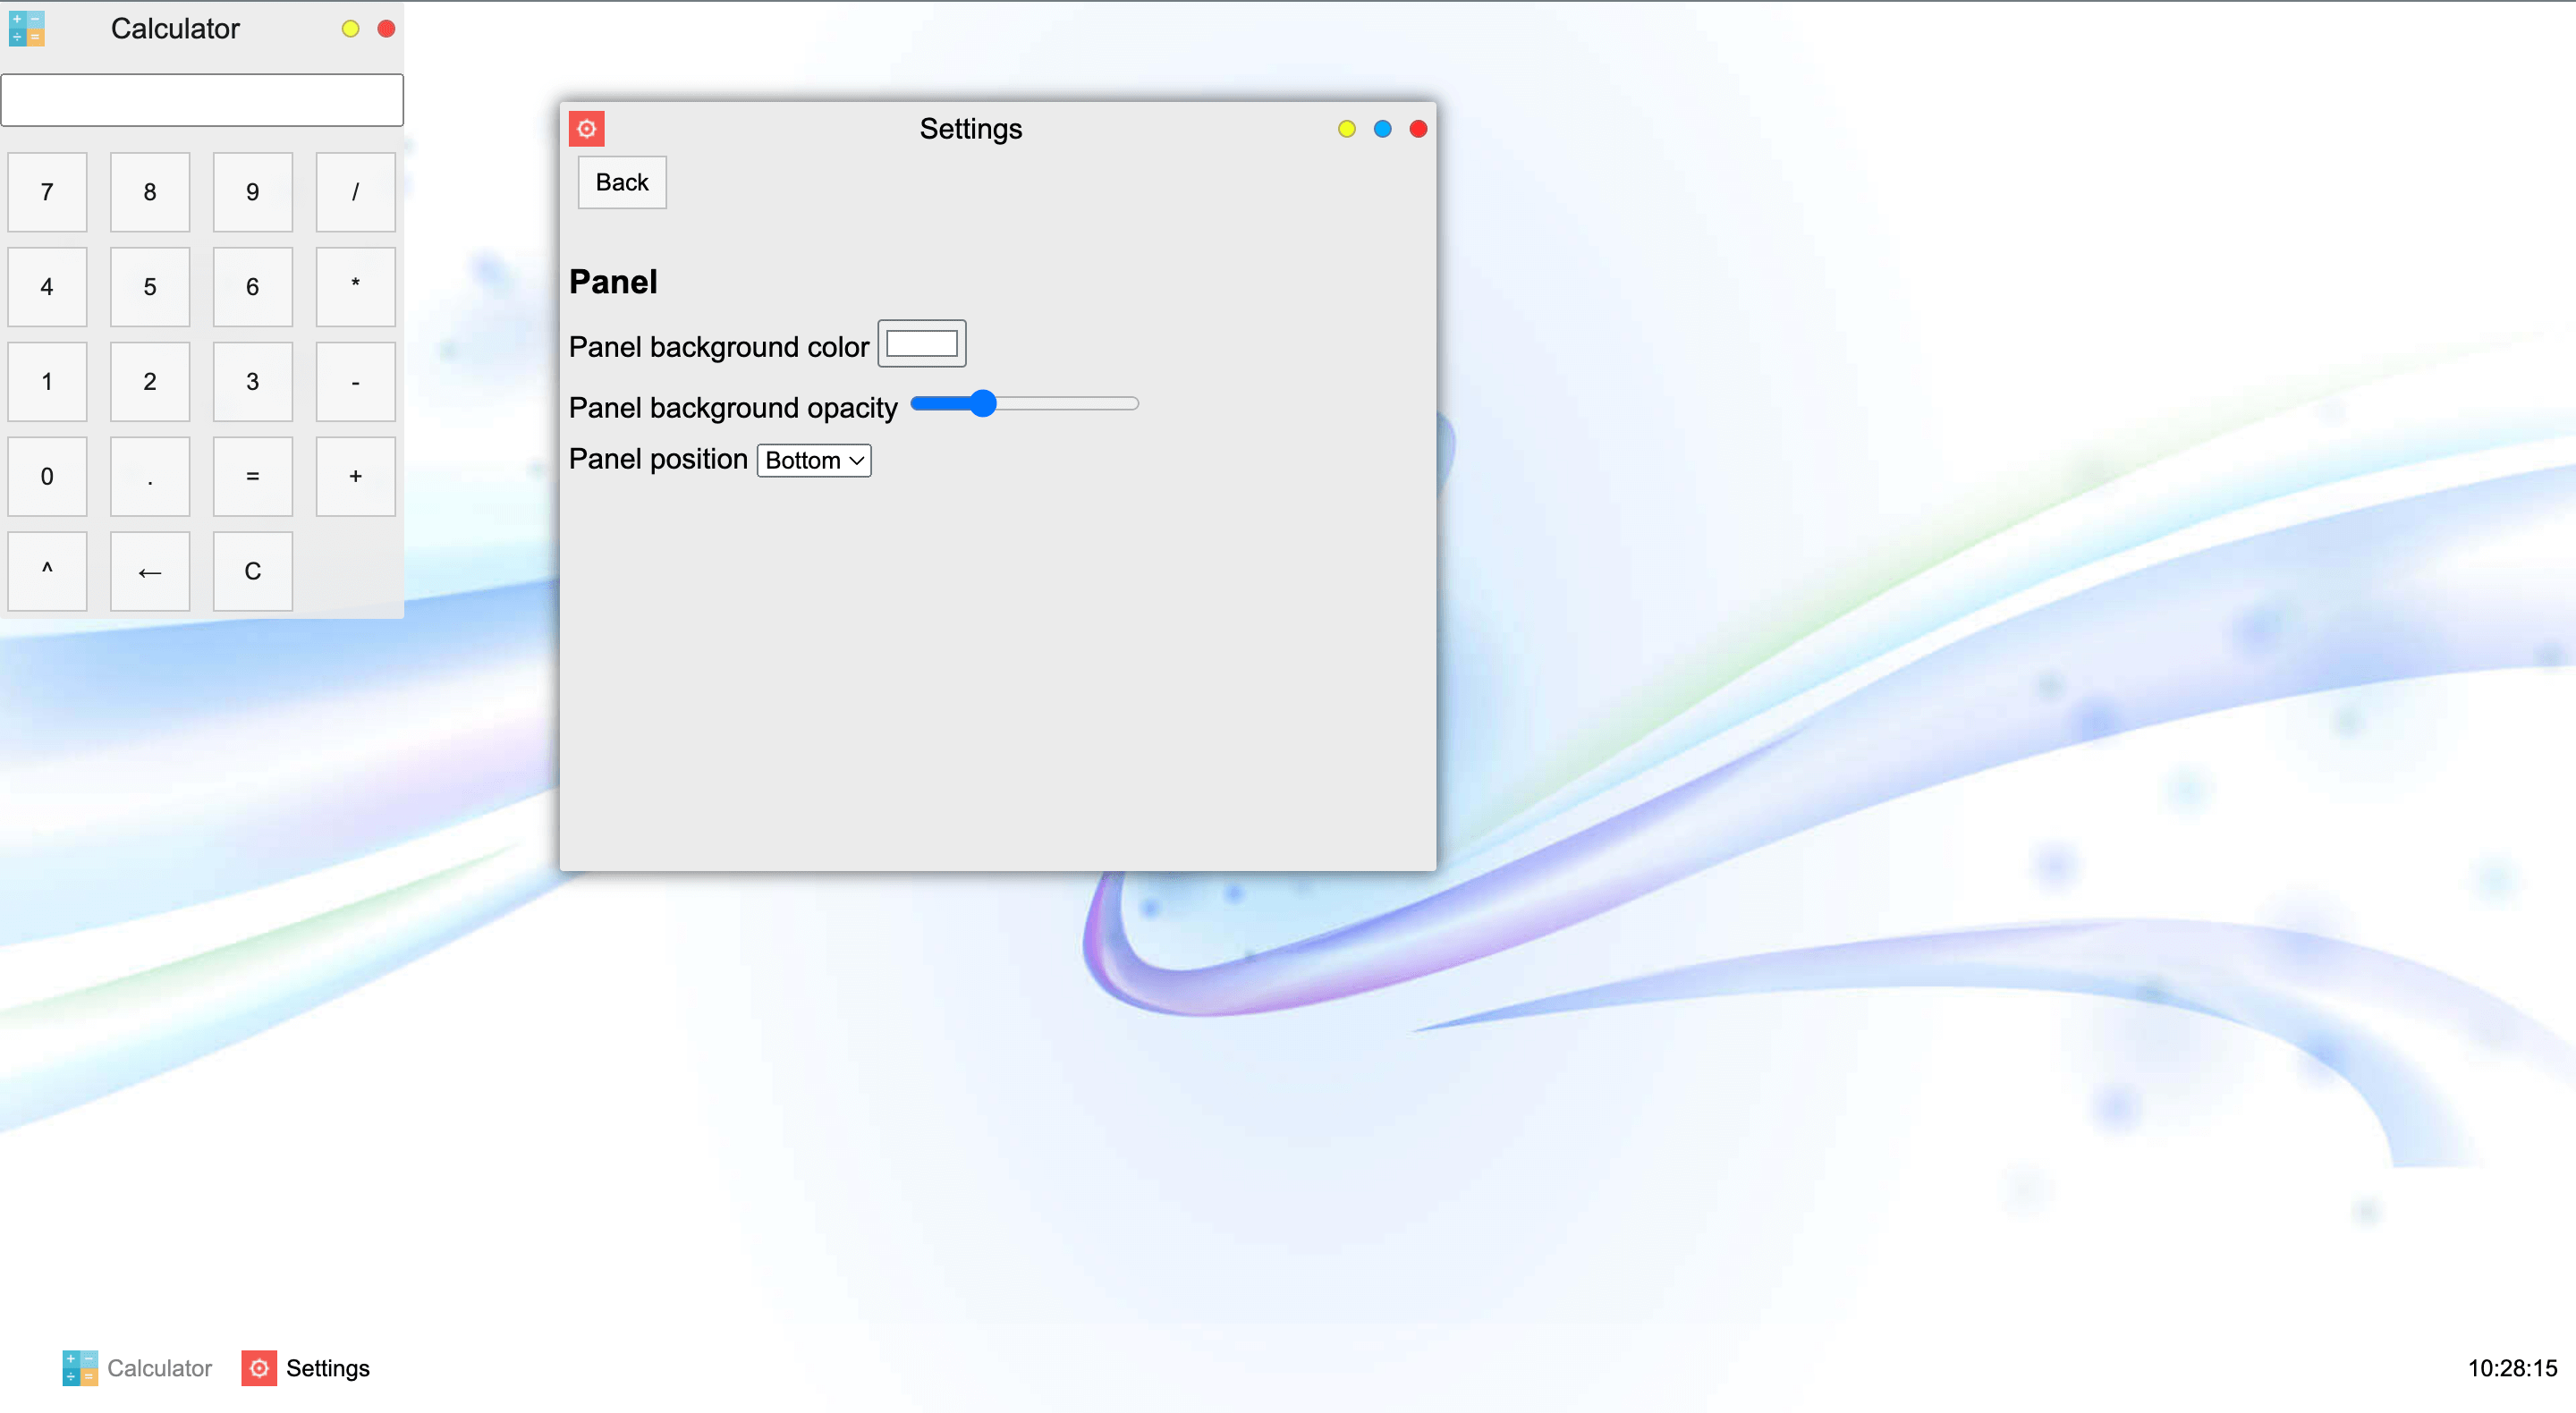 Calculator
7 8 9 /
4 5 6 *
1 2 3 -
0 . = +
^ ← C
Settings
Back
Panel
Panel background color
Panel background opacity
Panel position Bottom
Calculator Settings 10:28:15